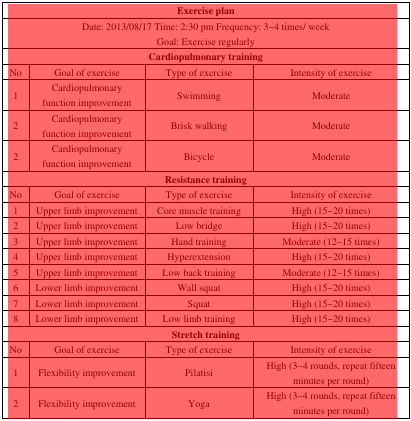 Exercise plan
Date: 2013/08/17 Time: 2:30 pm Frequency: 3–4 times/ week
Goal: Exercise regularly
Cardiopulmonary training
No Goal of exercise Type of exercise Intensity of exercise
1 Cardiopulmonary function improvement Swimming Moderate
2 Cardiopulmonary function improvement Brisk walking Moderate
2 Cardiopulmonary function improvement Bicycle Moderate
Resistance training
No Goal of exercise Type of exercise Intensity of exercise
1 Upper limb improvement Core muscle training High (15–20 times)
2 Upper limb improvement Low bridge High (15–20 times)
3 Upper limb improvement Hand training Moderate (12–15 times)
4 Upper limb improvement Hyperextension High (15–20 times)
5 Upper limb improvement Low back training Moderate (12–15 times)
6 Lower limb improvement Wall squat High (15–20 times)
7 Lower limb improvement Squat High (15–20 times)
8 Lower limb improvement Low limb training High (15–20 times)
Stretch training
No Goal of exercise Type of exercise Intensity of exercise
1 Flexibility improvement Pilatisi High (3–4 rounds, repeat fifteen minutes per round)
2 Flexibility improvement Yoga High (3–4 rounds, repeat fifteen minutes per round)